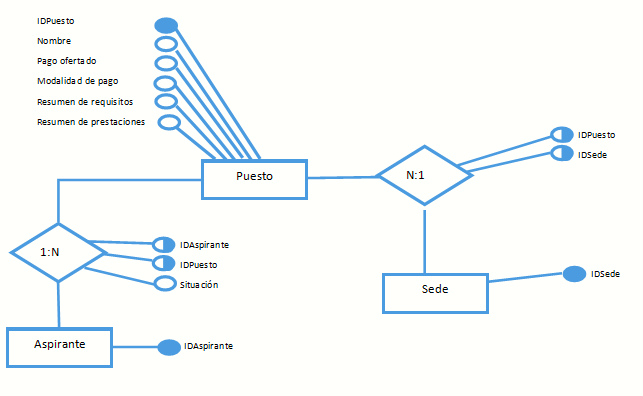 IDPuesto
Nombre
Pago ofertado
Modalidad de pago
Resumen de requisitos
Resumen de prestaciones
Puesto
N:1
IDPuesto
IDSede
1:N
IDAspirante
IDPuesto
Situación
Sede
IDSede
Aspirante
IDAspirante